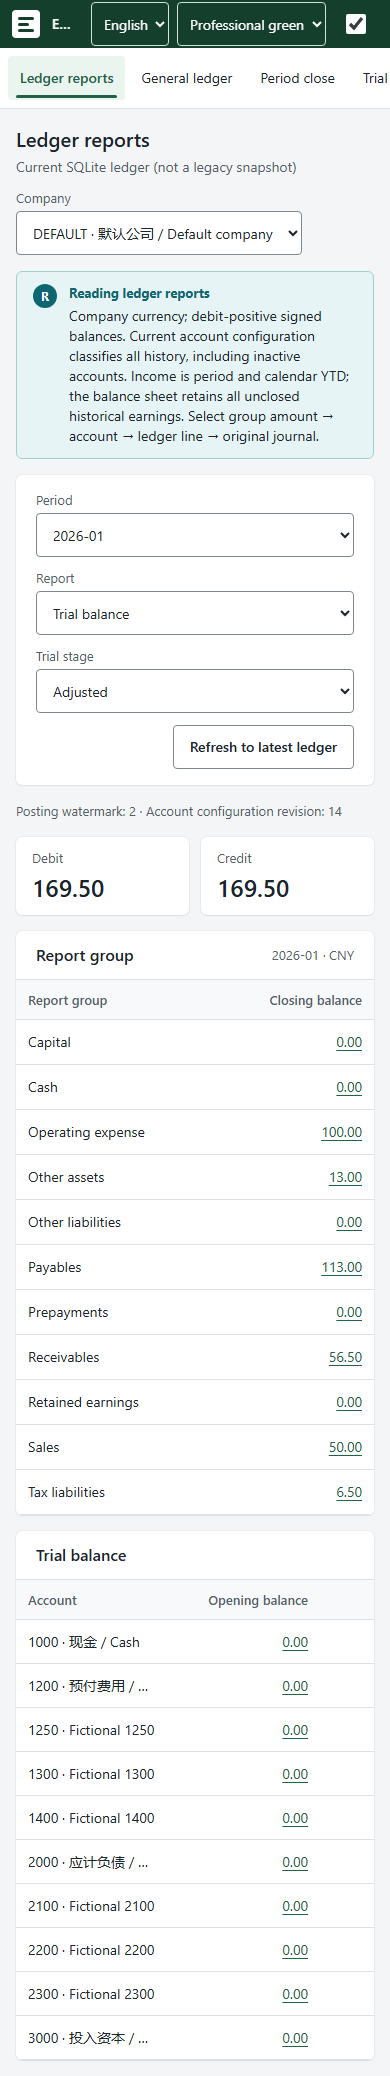 E...
English
Professional green
Ledger reports
General ledger
Period close
Trial
Ledger reports
Current SQLite ledger (not a legacy snapshot)
Company
DEFAULT · 默认公司 / Default company
R
Reading ledger reports
Company currency; debit-positive signed
balances. Current account configuration
classifies all history, including inactive
accounts. Income is period and calendar YTD;
the balance sheet retains all unclosed
historical earnings. Select group amount →
account → ledger line → original journal.
Period
2026-01
Report
Trial balance
Trial stage
Adjusted
Refresh to latest ledger
Posting watermark: 2 · Account configuration revision: 14
Debit
169.50
Credit
169.50
Report group
2026-01 · CNY
Report group
Closing balance
Capital 0.00
Cash 0.00
Operating expense 100.00
Other assets 13.00
Other liabilities 0.00
Payables 113.00
Prepayments 0.00
Receivables 56.50
Retained earnings 0.00
Sales 50.00
Tax liabilities 6.50
Trial balance
Account Opening balance
1000 · 现金 / Cash 0.00
1200 · 预付费用 / ... 0.00
1250 · Fictional 1250 0.00
1300 · Fictional 1300 0.00
1400 · Fictional 1400 0.00
2000 · 应计负债 / ... 0.00
2100 · Fictional 2100 0.00
2200 · Fictional 2200 0.00
2300 · Fictional 2300 0.00
3000 · 投入资本 / ... 0.00